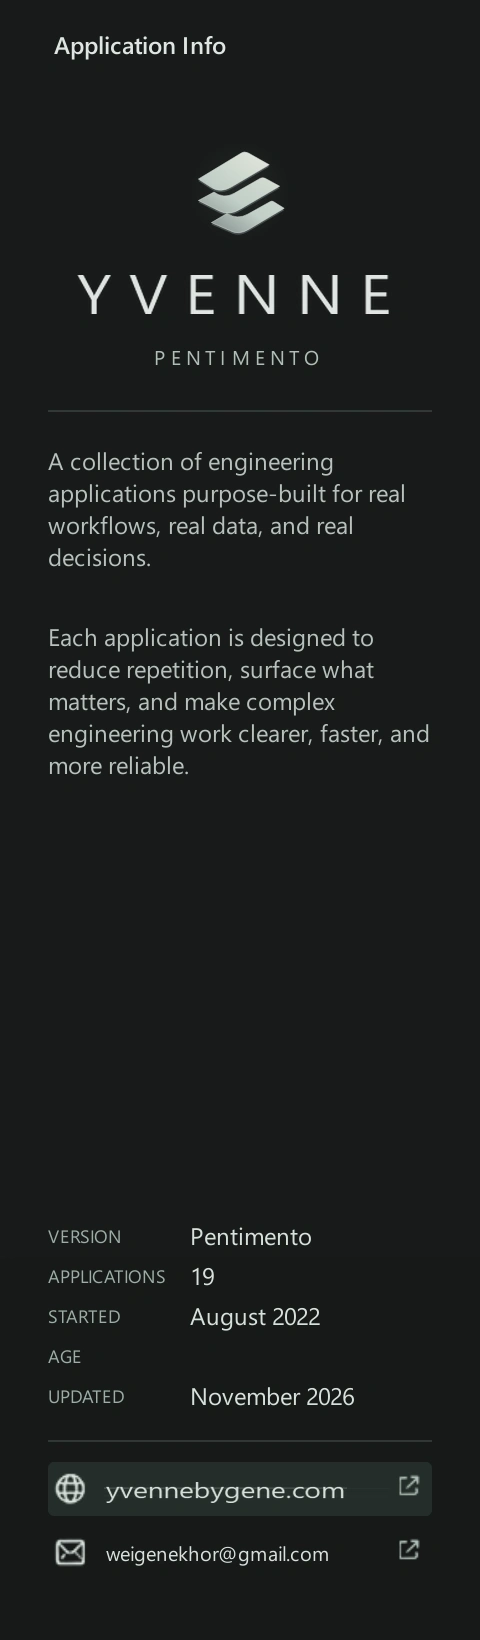 Application Info
YVENNE
PENTIMENTO
A collection of engineering
applications purpose-built for real
workflows, real data, and real
decisions.
Each application is designed to
reduce repetition, surface what
matters, and make complex
engineering work clearer, faster, and
more reliable.
VERSION Pentimento
APPLICATIONS 19
STARTED August 2022
AGE
UPDATED November 2026
yvennebygene.com
weigenekhor@gmail.com